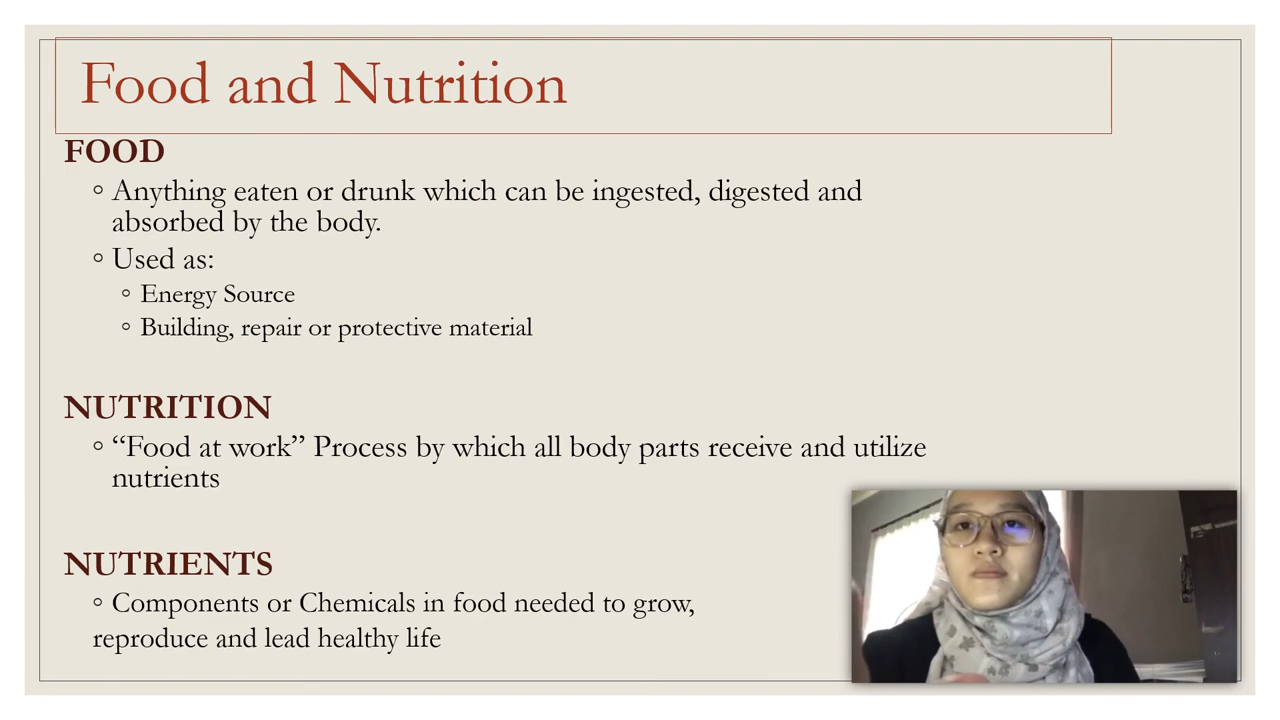 Food and Nutrition
FOOD
◦ Anything eaten or drunk which can be ingested, digested and
absorbed by the body.
◦ Used as:
◦ Energy Source
◦ Building, repair or protective material
NUTRITION
◦ “Food at work” Process by which all body parts receive and utilize
nutrients
NUTRIENTS
◦ Components or Chemicals in food needed to grow,
reproduce and lead healthy life